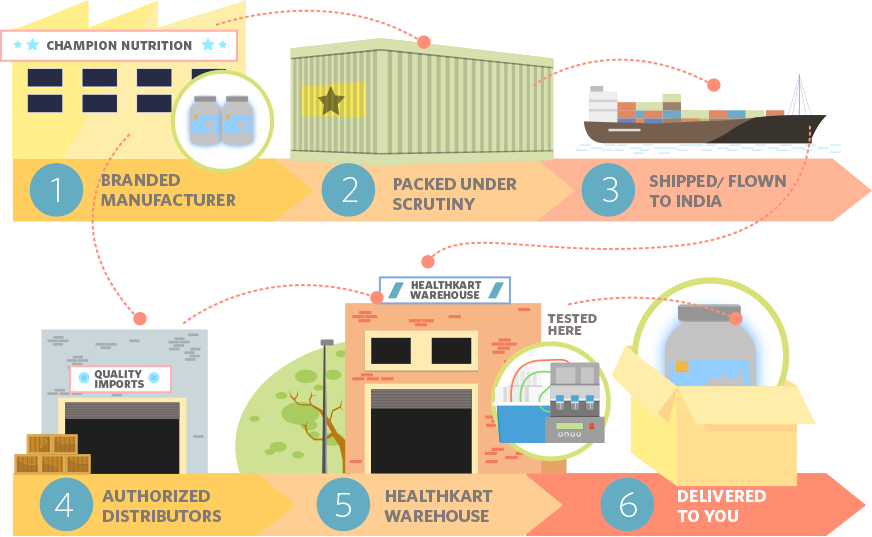 ★ ★ CHAMPION NUTRITION ★ ★
1 BRANDED
MANUFACTURER
2 PACKED UNDER
SCRUTINY
3 SHIPPED/ FLOWN
TO INDIA
QUALITY
IMPORTS
HEALTHKART
WAREHOUSE
TESTED
HERE
4 AUTHORIZED
DISTRIBUTORS
5 HEALTHKART
WAREHOUSE
6 DELIVERED
TO YOU